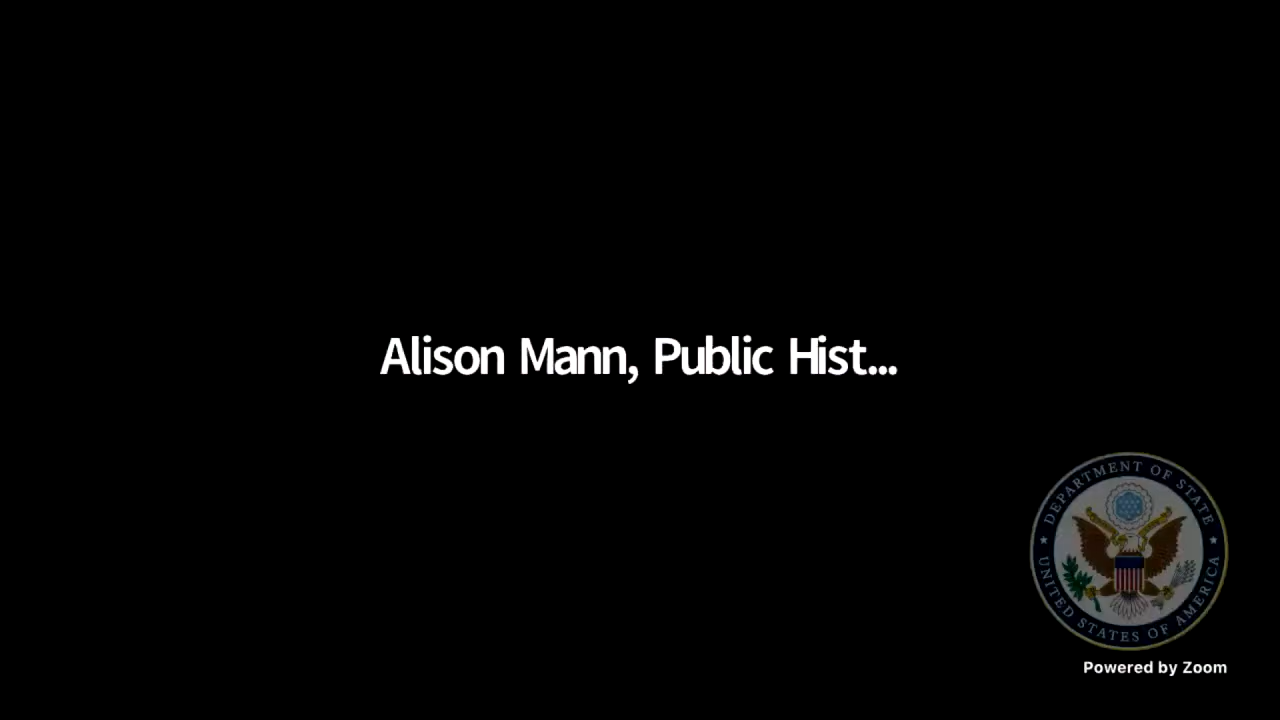 Alison Mann, Public Hist...
DEPARTMENT OF STATE
UNITED STATES OF AMERICA
Powered by Zoom